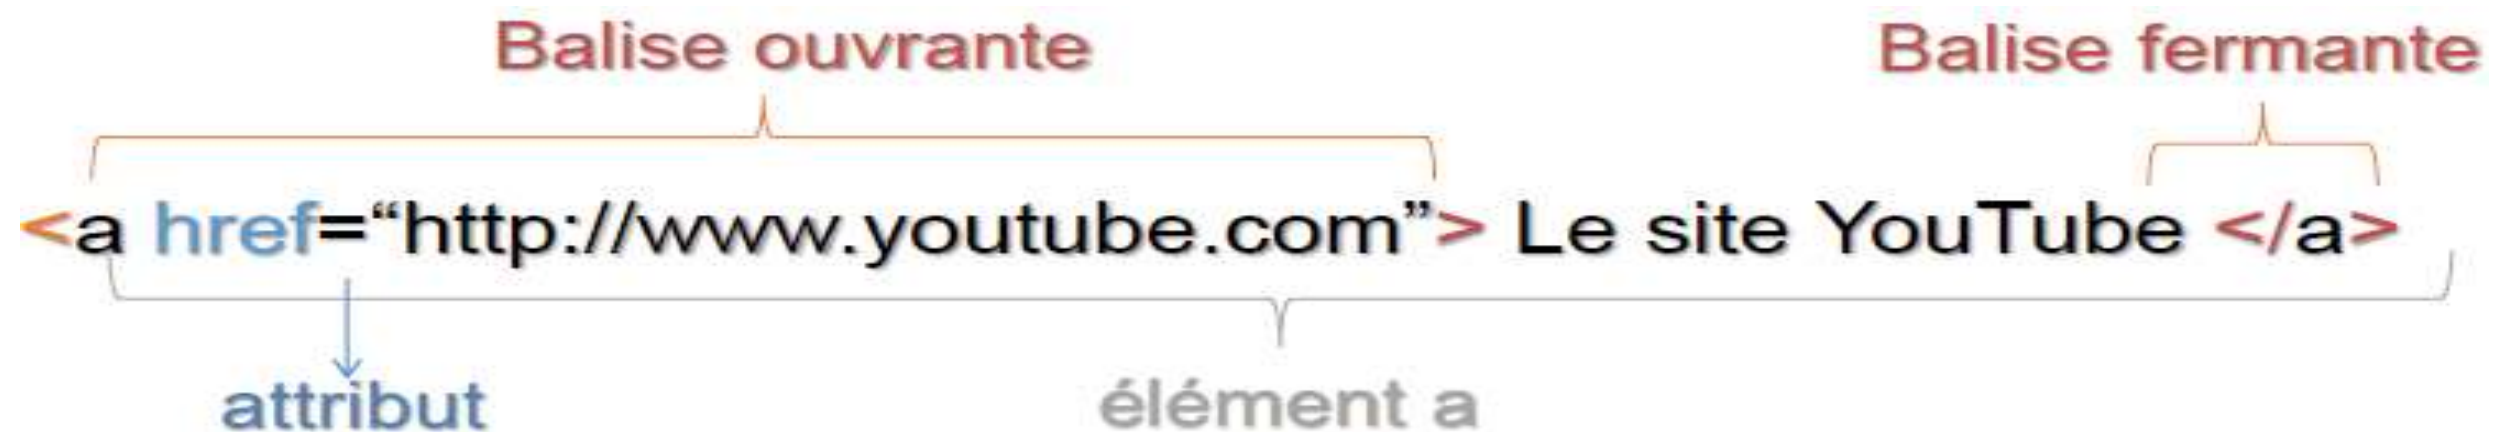 Balise ouvrante Balise fermante
<a href=“http://www.youtube.com”> Le site YouTube </a>
attribut élément a